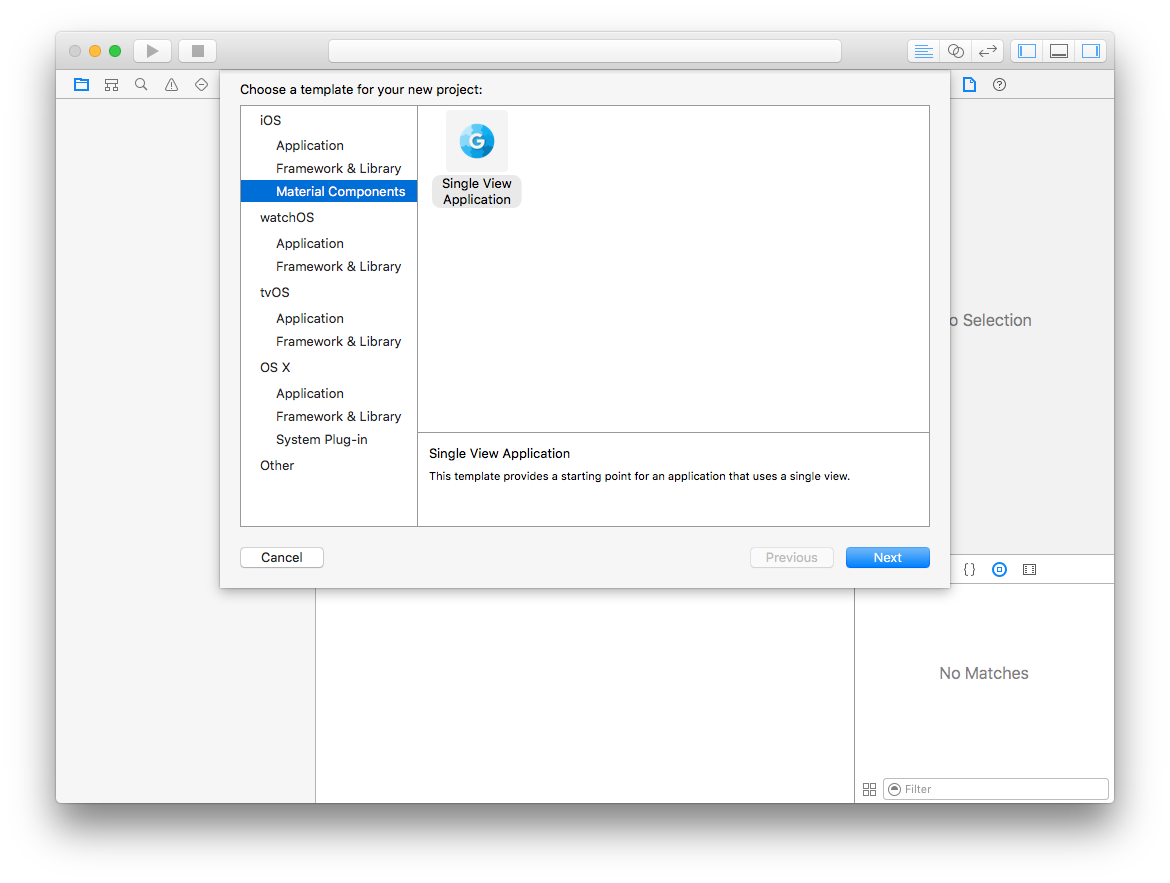 Choose a template for your new project:
iOS
Application
Framework & Library
Material Components
watchOS
Application
Framework & Library
tvOS
Application
Framework & Library
OS X
Application
Framework & Library
System Plug-in
Other
G
Single View
Application
Single View Application
This template provides a starting point for an application that uses a single view.
Cancel
Previous
Next
o Selection
{}
No Matches
Filter